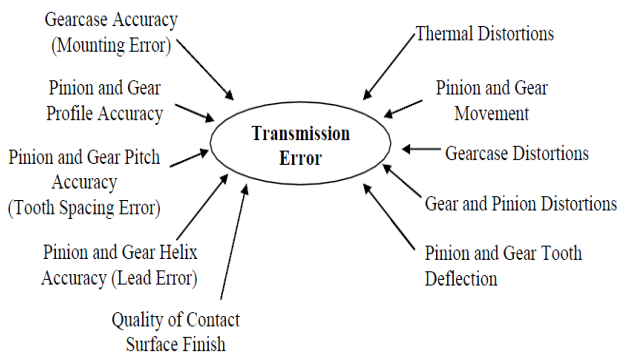 Gearcase Accuracy
(Mounting Error)
Pinion and Gear
Profile Accuracy
Pinion and Gear Pitch
Accuracy
(Tooth Spacing Error)
Pinion and Gear Helix
Accuracy (Lead Error)
Quality of Contact
Surface Finish
Transmission
Error
Thermal Distortions
Pinion and Gear
Movement
Gearcase Distortions
Gear and Pinion Distortions
Pinion and Gear Tooth
Deflection